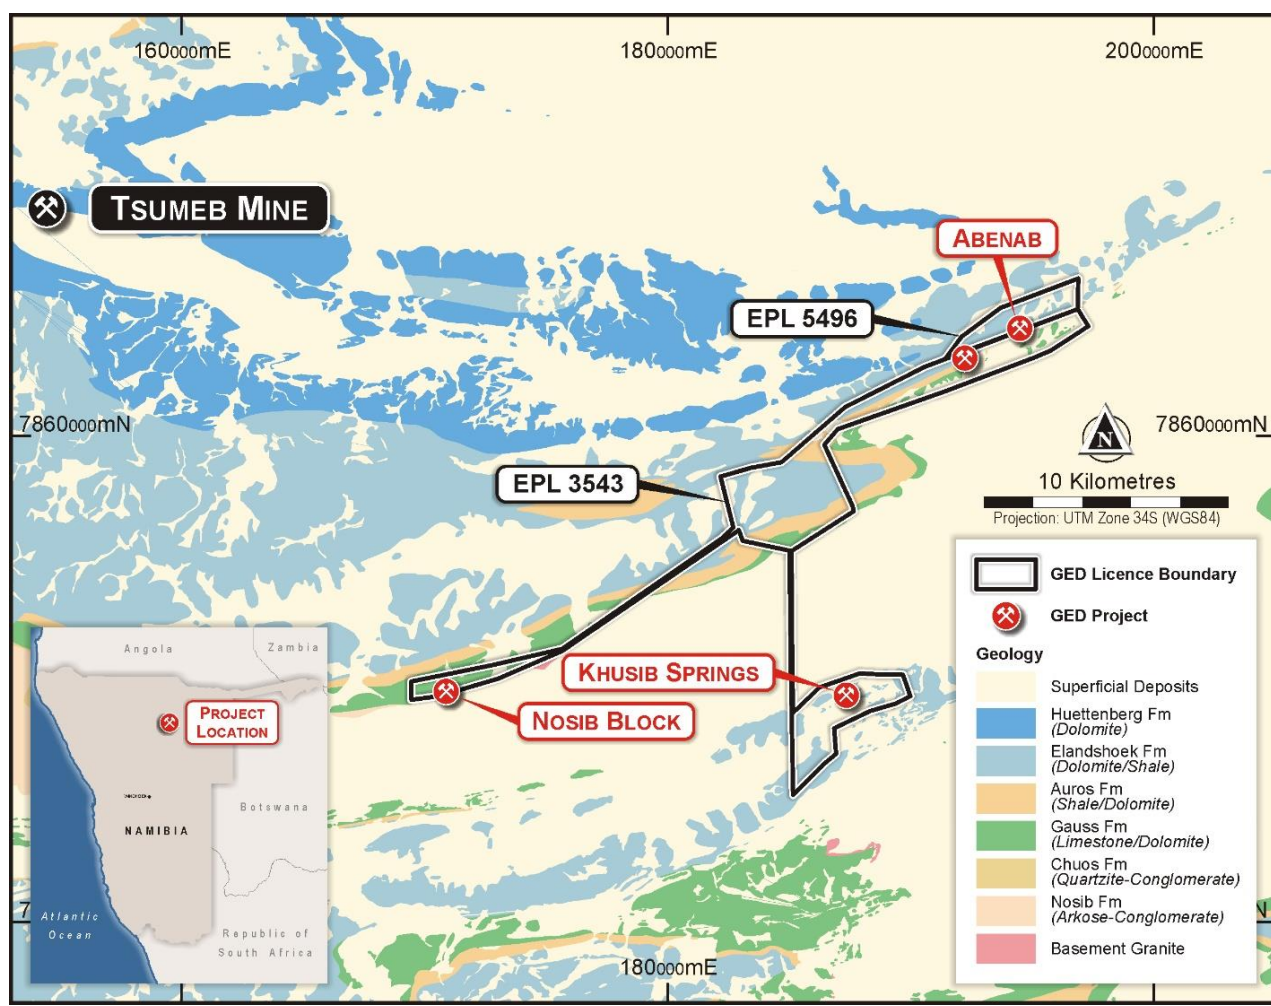 160000mE
180000mE
200000mE
TSUMEB MINE
ABENAB
EPL 5496
7860000mN
7860000mN
N
10 Kilometres
Projection: UTM Zone 34S (WGS84)
EPL 3543
GED Licence Boundary
GED Project
Geology
Superficial Deposits
Huettenberg Fm
(Dolomite)
Elandshoek Fm
(Dolomite/Shale)
Auros Fm
(Shale/Dolomite)
Gauss Fm
(Limestone/Dolomite)
Chuos Fm
(Quartzite-Conglomerate)
Nosib Fm
(Arkose-Conglomerate)
Basement Granite
KHUSIB SPRINGS
NOSIB BLOCK
Angola
Zambia
PROJECT
LOCATION
Botswana
NAMIBIA
Atlantic
Ocean
Republic of
South Africa
7
N
180000mE